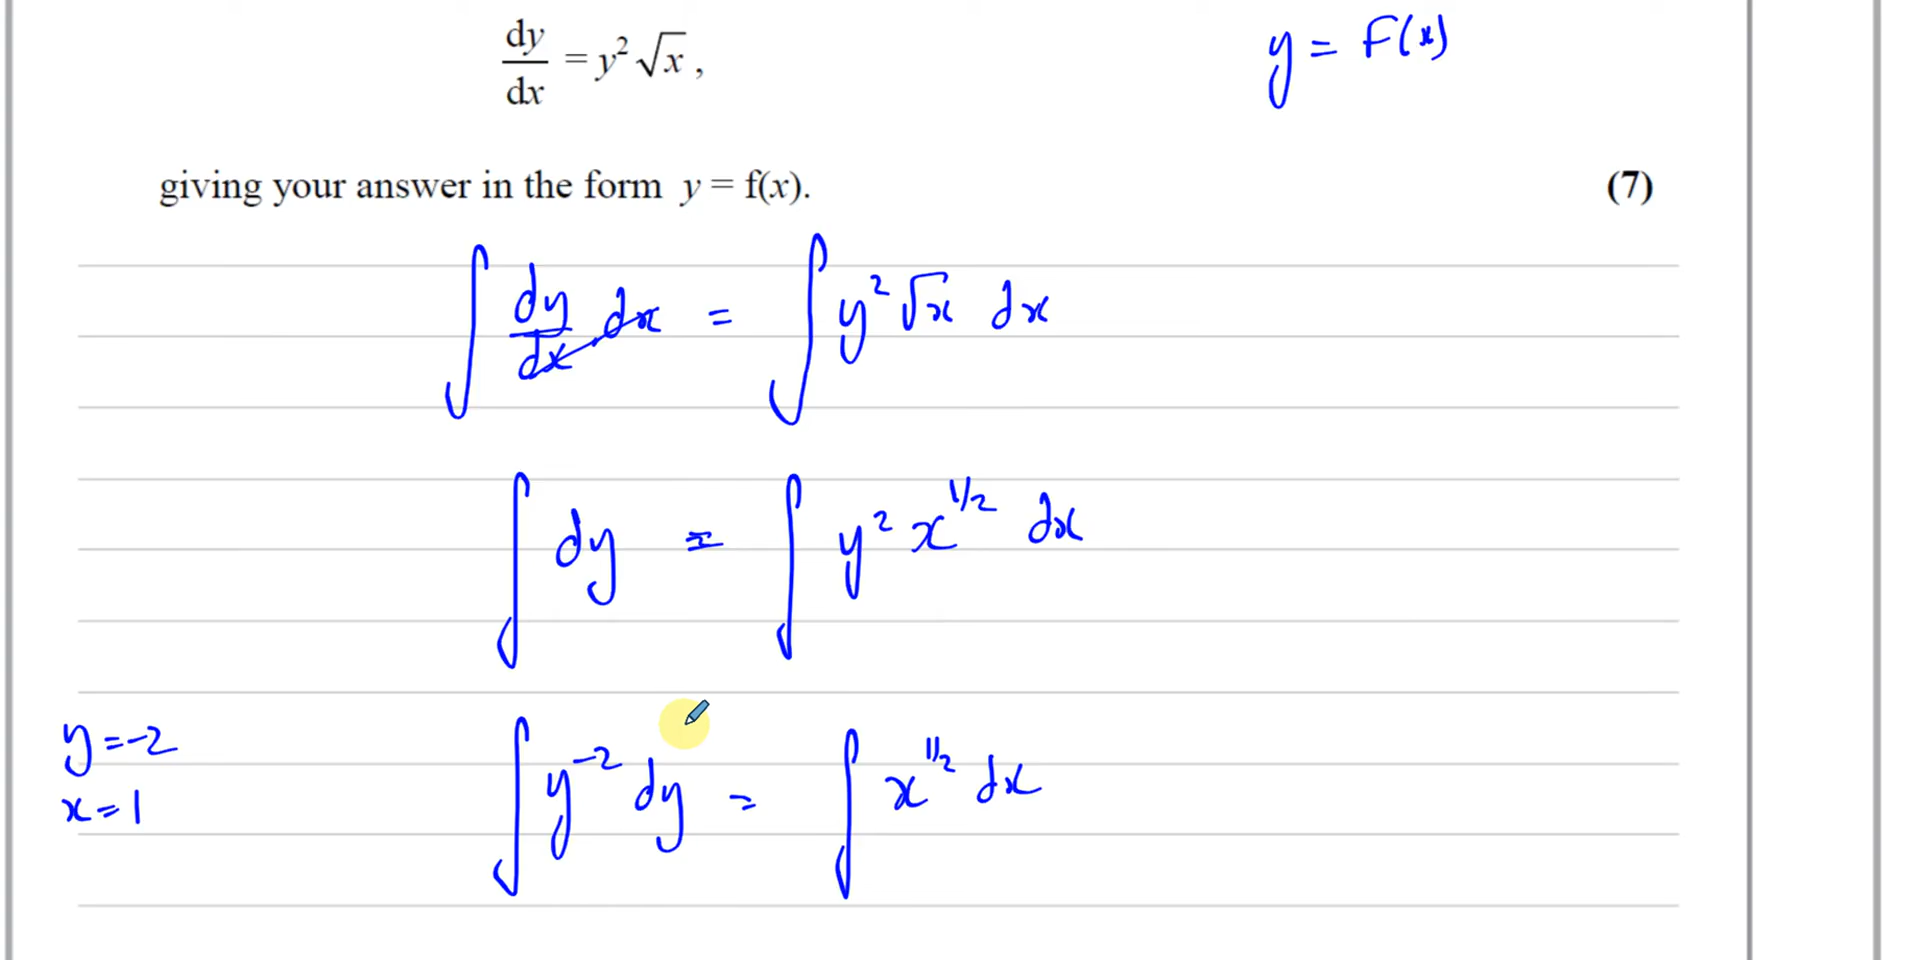 dy/dx = y² √x ,
y = F(x)
giving your answer in the form y = f(x). (7)
∫ dy/dx dx = ∫ y² √x dx
∫ dy = ∫ y² x^1/2 dx
y = -2
x = 1
∫ y^-2 dy = ∫ x^1/2 dx